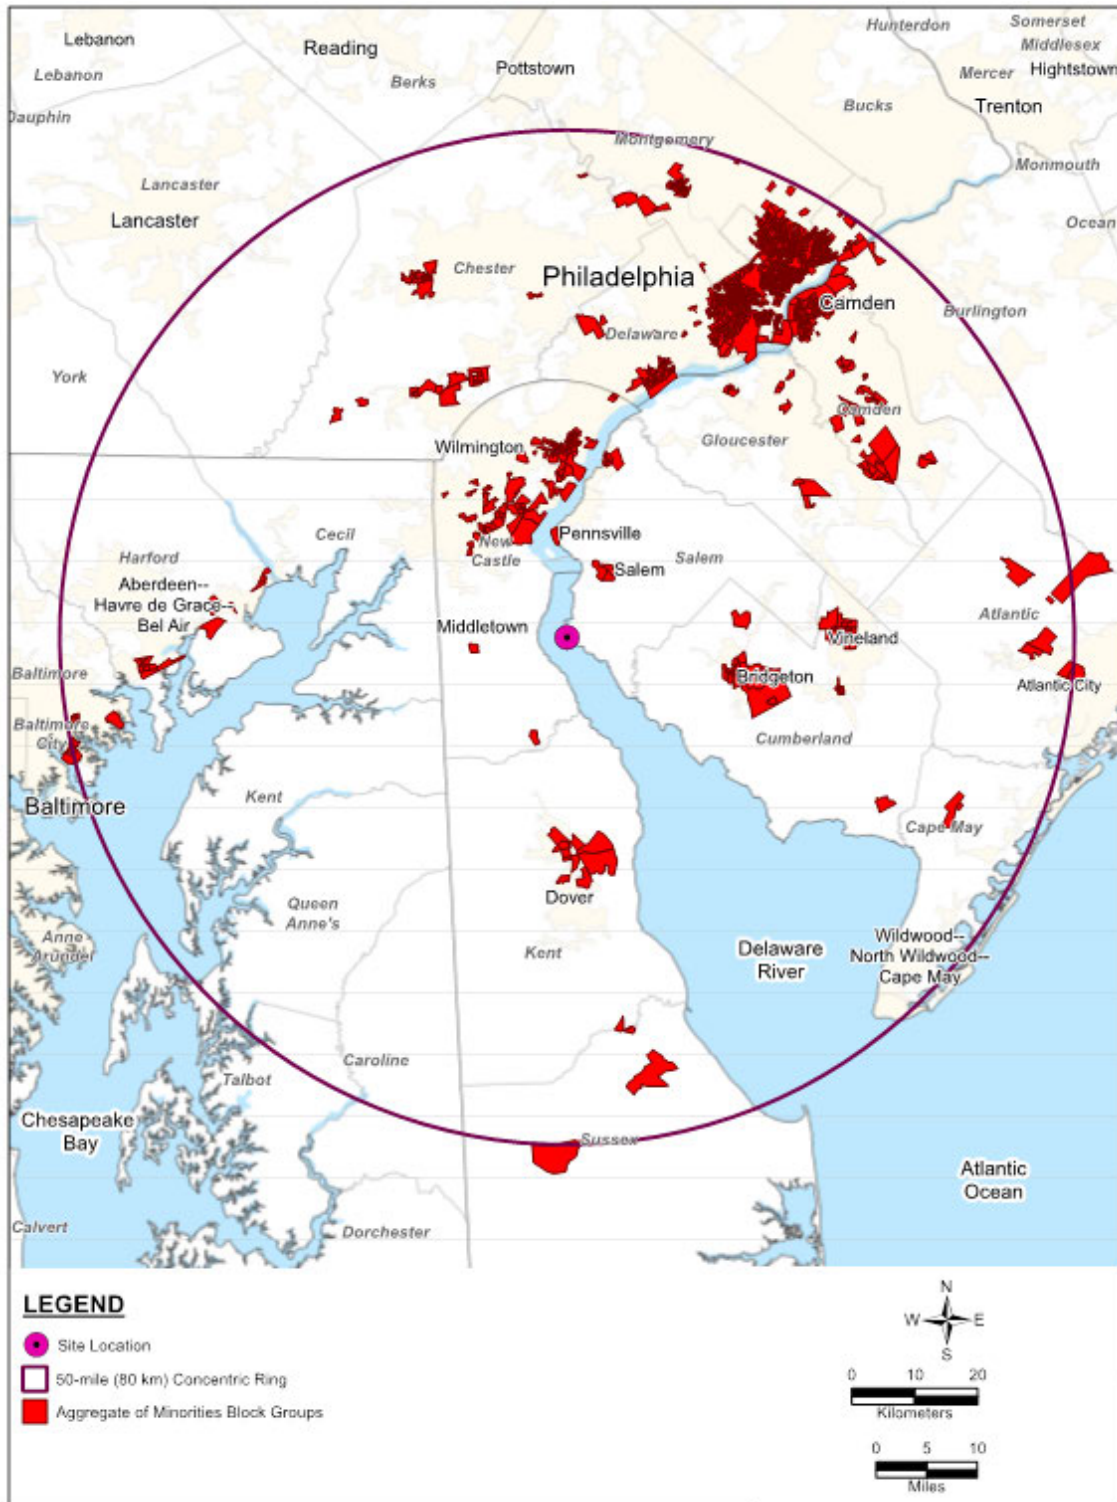 Hunterdon
Somerset
Lebanon
Reading
Middlesex
Lebanon
Berks
Pottstown
Mercer
Hightstown
Bucks
Trenton
Dauphin
Montgomery
Monmouth
Lancaster
Lancaster
Ocean
Chester
Philadelphia
Camden
Burlington
Delaware
York
Camden
Gloucester
Wilmington
Cecil
Pennsville
New
Castle
Harford
Salem
Salem
Aberdeen--
Havre de Grace--
Bel Air
Atlantic
Middletown
Vineland
Baltimore
Bridgeton
Atlantic City
Baltimore
City
Cumberland
Kent
Baltimore
Cape May
Dover
Queen
Anne's
Anne
Arundel
Kent
Delaware
River
Wildwood--
North Wildwood--
Cape May
Caroline
Talbot
Chesapeake
Bay
Sussex
Atlantic
Ocean
Calvert
Dorchester
LEGEND
Site Location
50-mile (80 km) Concentric Ring
Aggregate of Minorities Block Groups
N
W E
S
0 10 20
Kilometers
0 5 10
Miles